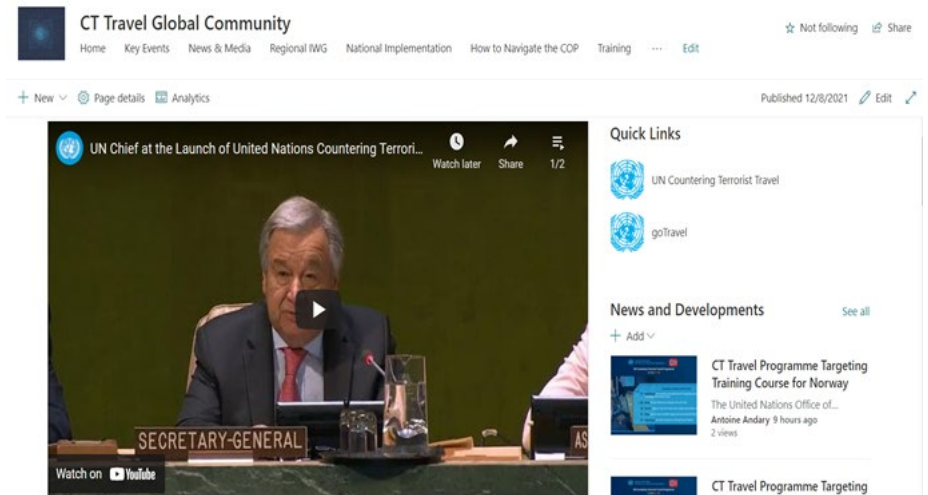 CT Travel Global Community
Home Key Events News & Media Regional IWG National Implementation How to Navigate the COP Training ... Edit
Not following Share
New Page details Analytics
Published 12/8/2021 Edit
UN Chief at the Launch of United Nations Countering Terrori...
Watch later Share 1/2
SECRETARY-GENERAL
AS
Watch on YouTube
Quick Links
UN Countering Terrorist Travel
goTravel
News and Developments See all
Add
CT Travel Programme Targeting
Training Course for Norway
The United Nations Office of...
Antoine Andary 9 hours ago
2 views
CT Travel Programme Targeting